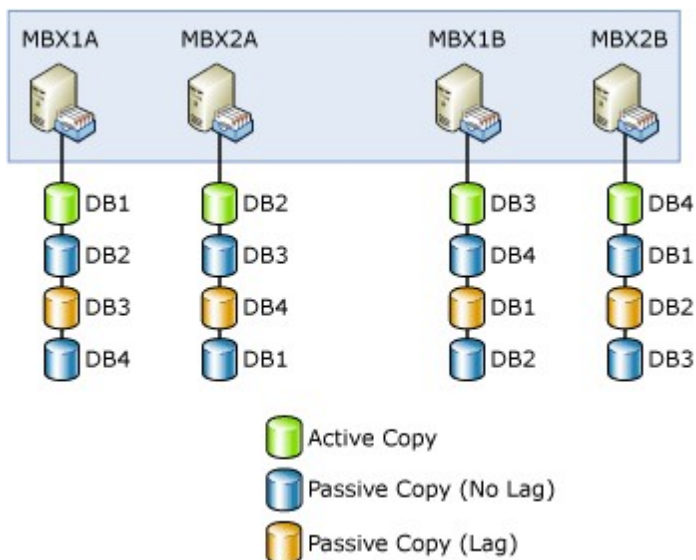 MBX1A MBX2A MBX1B MBX2B
DB1 DB2 DB3 DB4
DB2 DB3 DB4 DB1
DB3 DB4 DB1 DB2
DB4 DB1 DB2 DB3
Active Copy
Passive Copy (No Lag)
Passive Copy (Lag)